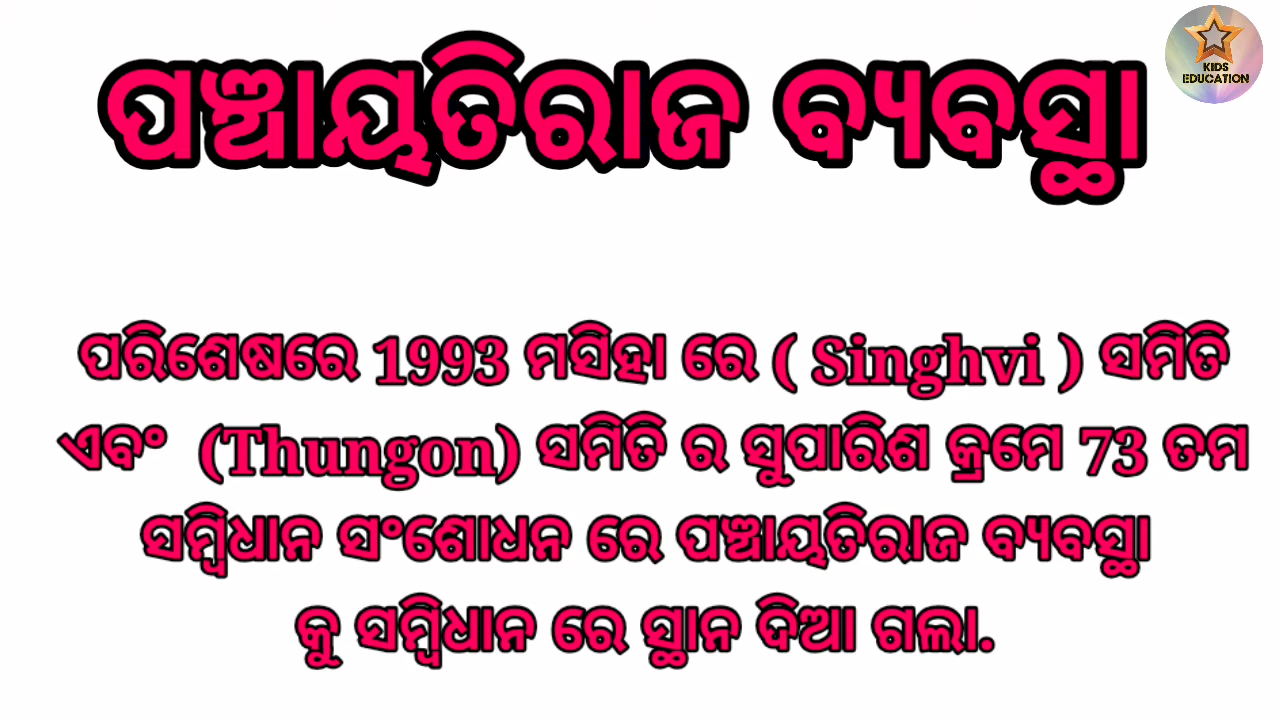 KIDS
EDUCATION
ପଞ୍ଚାୟତିରାଜ ବ୍ୟବସ୍ଥା
ପରିଶେଷରେ 1993 ମସିହା ରେ ( Singhvi ) ସମିତି
ଏବଂ (Thungon) ସମିତି ର ସୁପାରିଶ କ୍ରମେ 73 ତମ
ସମ୍ବିଧାନ ସଂଶୋଧନ ରେ ପଞ୍ଚାୟତିରାଜ ବ୍ୟବସ୍ଥା
କୁ ସମ୍ବିଧାନ ରେ ସ୍ଥାନ ଦିଆ ଗଲା.